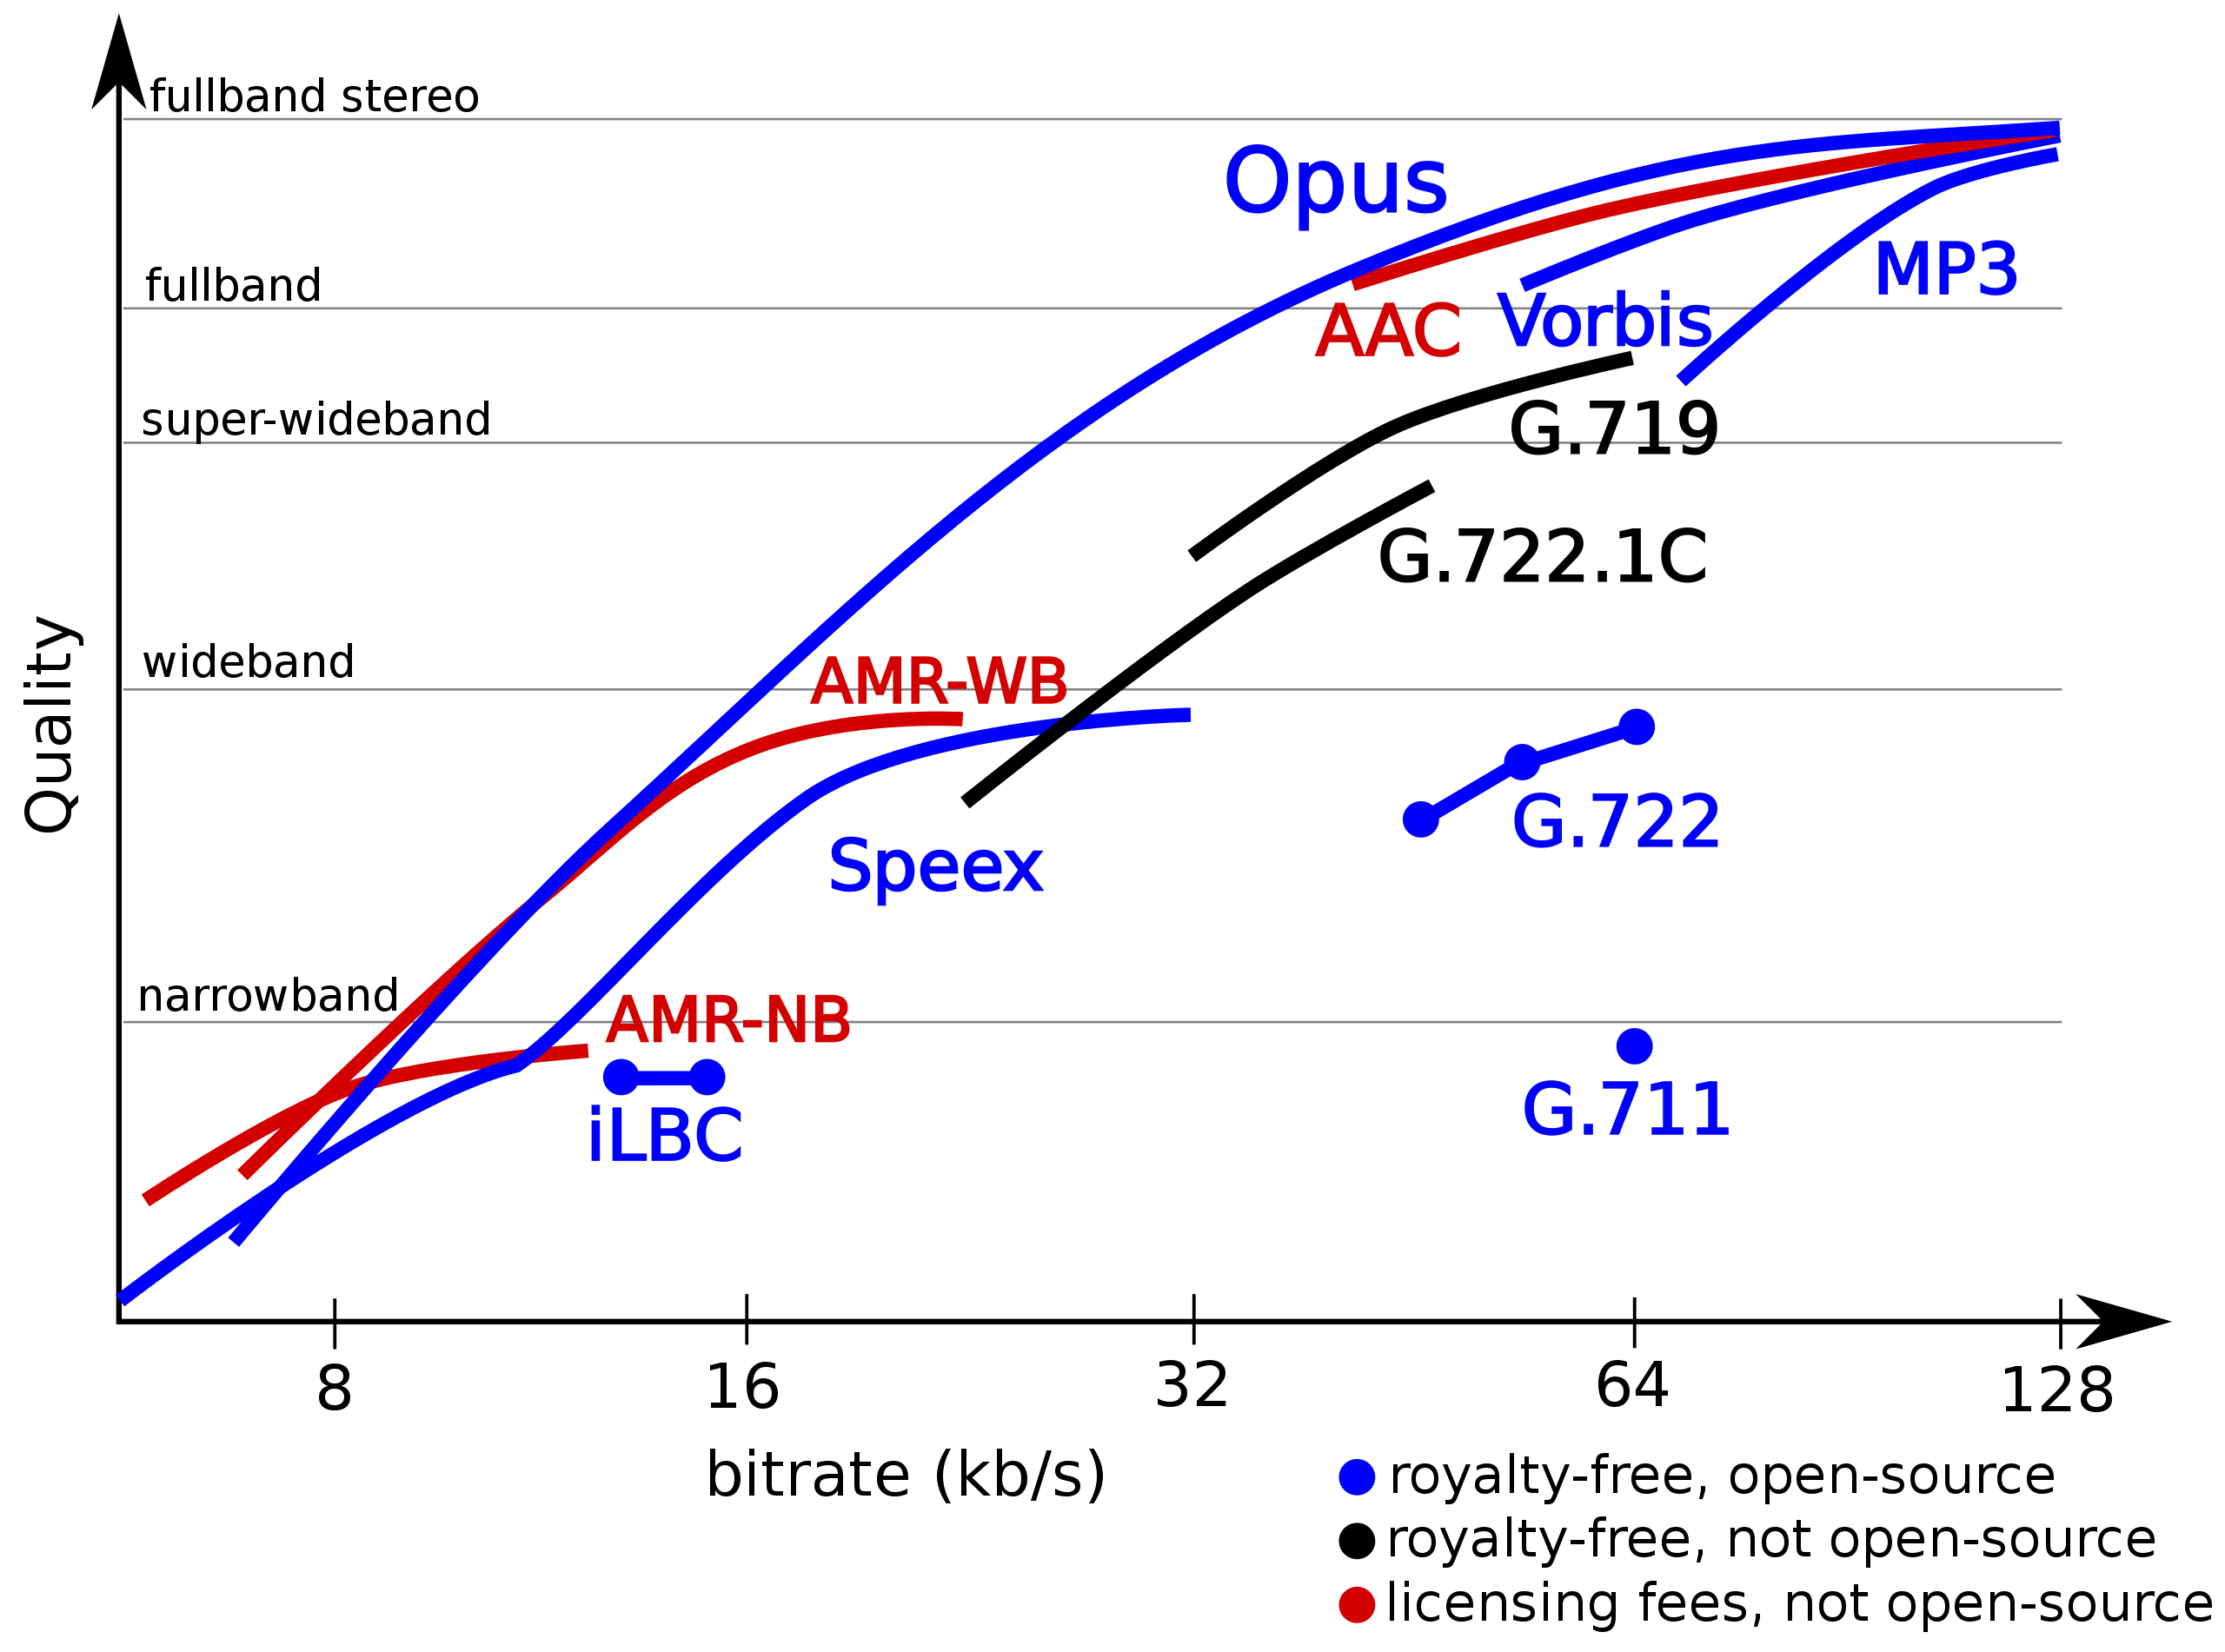 fullband stereo
Opus
MP3
fullband
AAC
Vorbis
super-wideband
G.719
G.722.1C
Quality
wideband
AMR-WB
G.722
Speex
narrowband
AMR-NB
iLBC
G.711
8
16
32
64
128
bitrate (kb/s)
royalty-free, open-source
royalty-free, not open-source
licensing fees, not open-source